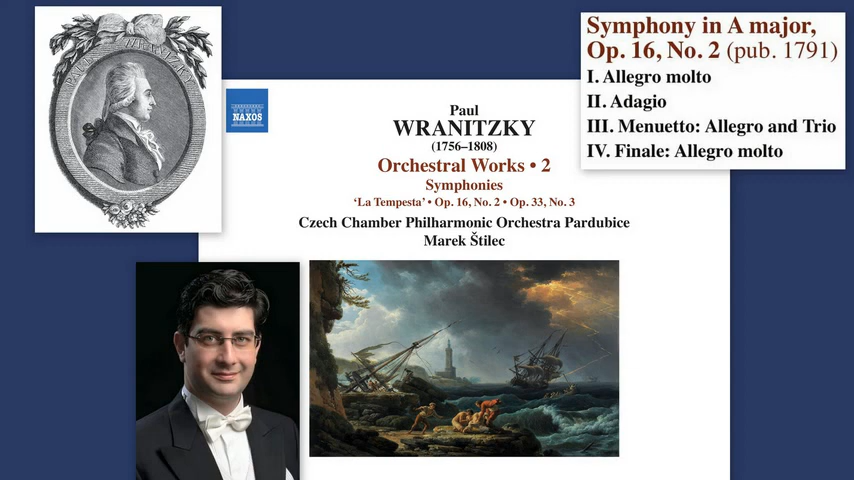 PAUL WRANIZKY
NAXOS
Paul
WRANITZKY
(1756–1808)
Orchestral Works • 2
Symphonies
‘La Tempesta’ • Op. 16, No. 2 • Op. 33, No. 3
Czech Chamber Philharmonic Orchestra Pardubice
Marek Štilec
Symphony in A major,
Op. 16, No. 2 (pub. 1791)
I. Allegro molto
II. Adagio
III. Menuetto: Allegro and Trio
IV. Finale: Allegro molto